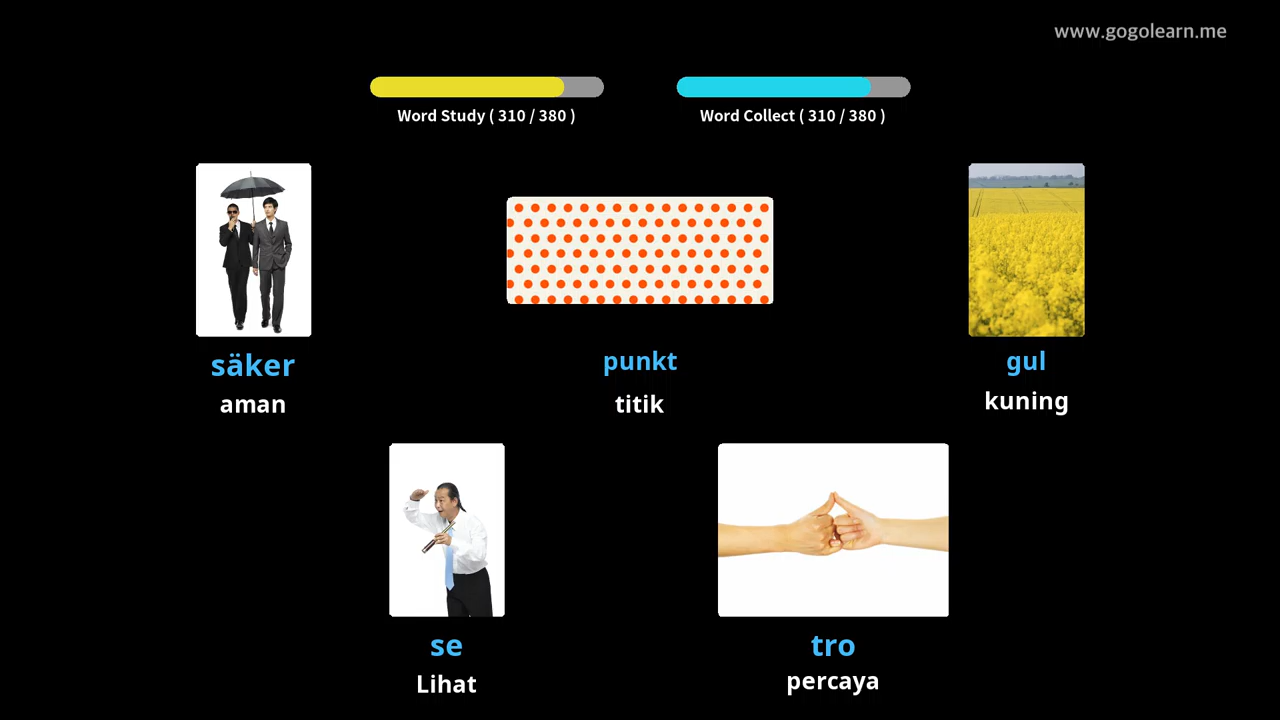 www.gogolearn.me
Word Study ( 310 / 380 )
Word Collect ( 310 / 380 )
säker
aman
punkt
titik
gul
kuning
se
Lihat
tro
percaya